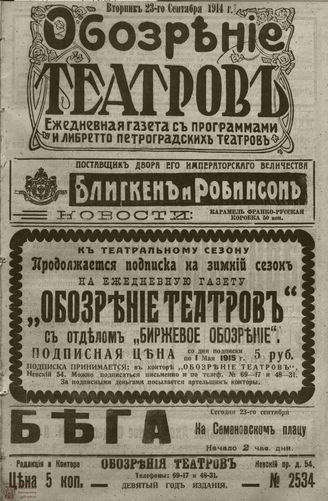 Вторникъ 23-го Сентября 1914 г.
Обозрѣніе
ТЕАТРОВЪ
Ежедневная газета съ программами
и либретто петроградскихъ театровъ
ПОСТАВЩИКЪ ДВОРА ЕГО ИМПЕРАТОРСКАГО ВЕЛИЧЕСТВА
БЛИГКЕНЪ и РОБИНСОНЪ
НОВОСТИ:
КАРАМЕЛЬ ФРАНКО-РУССКАЯ
КОРОБКА 50 коп.
КЪ ТЕАТРАЛЬНОМУ СЕЗОНУ
Продолжается подписка на зимній сезонъ
НА ЕЖЕДНЕВНУЮ ГАЗЕТУ
„ОБОЗРѢНІЕ ТЕАТРОВЪ"
съ отдѣломъ „БИРЖЕВОЕ ОБОЗРѢНІЕ".
ПОДПИСНАЯ ЦѢНА со дня подписки по 1 Мая 1915 г. 5 руб.
ПОДПИСКА ПРИНИМАЕТСЯ: въ конторѣ „ОБОЗРѢНІЕ ТЕАТРОВЪ".
Невскій 54. Можно подписаться письменно и по телеф. № 69—17 и 48—31.
За подписными деньгами посылается артельщикъ конторы.
БѢГА
Сегодня 23-го сентября
На Семеновскомъ плацу
Начало 2 час. дня.
Редакція и Контора
ОБОЗРѢНІЯ ТЕАТРОВЪ
Невскій пр. д. 54.
Цѣна 5 коп.
Телефоны: 69-17 и 48-31.
ДЕВЯТЫЙ ГОДЪ ИЗДАНІЯ.
№ 2534